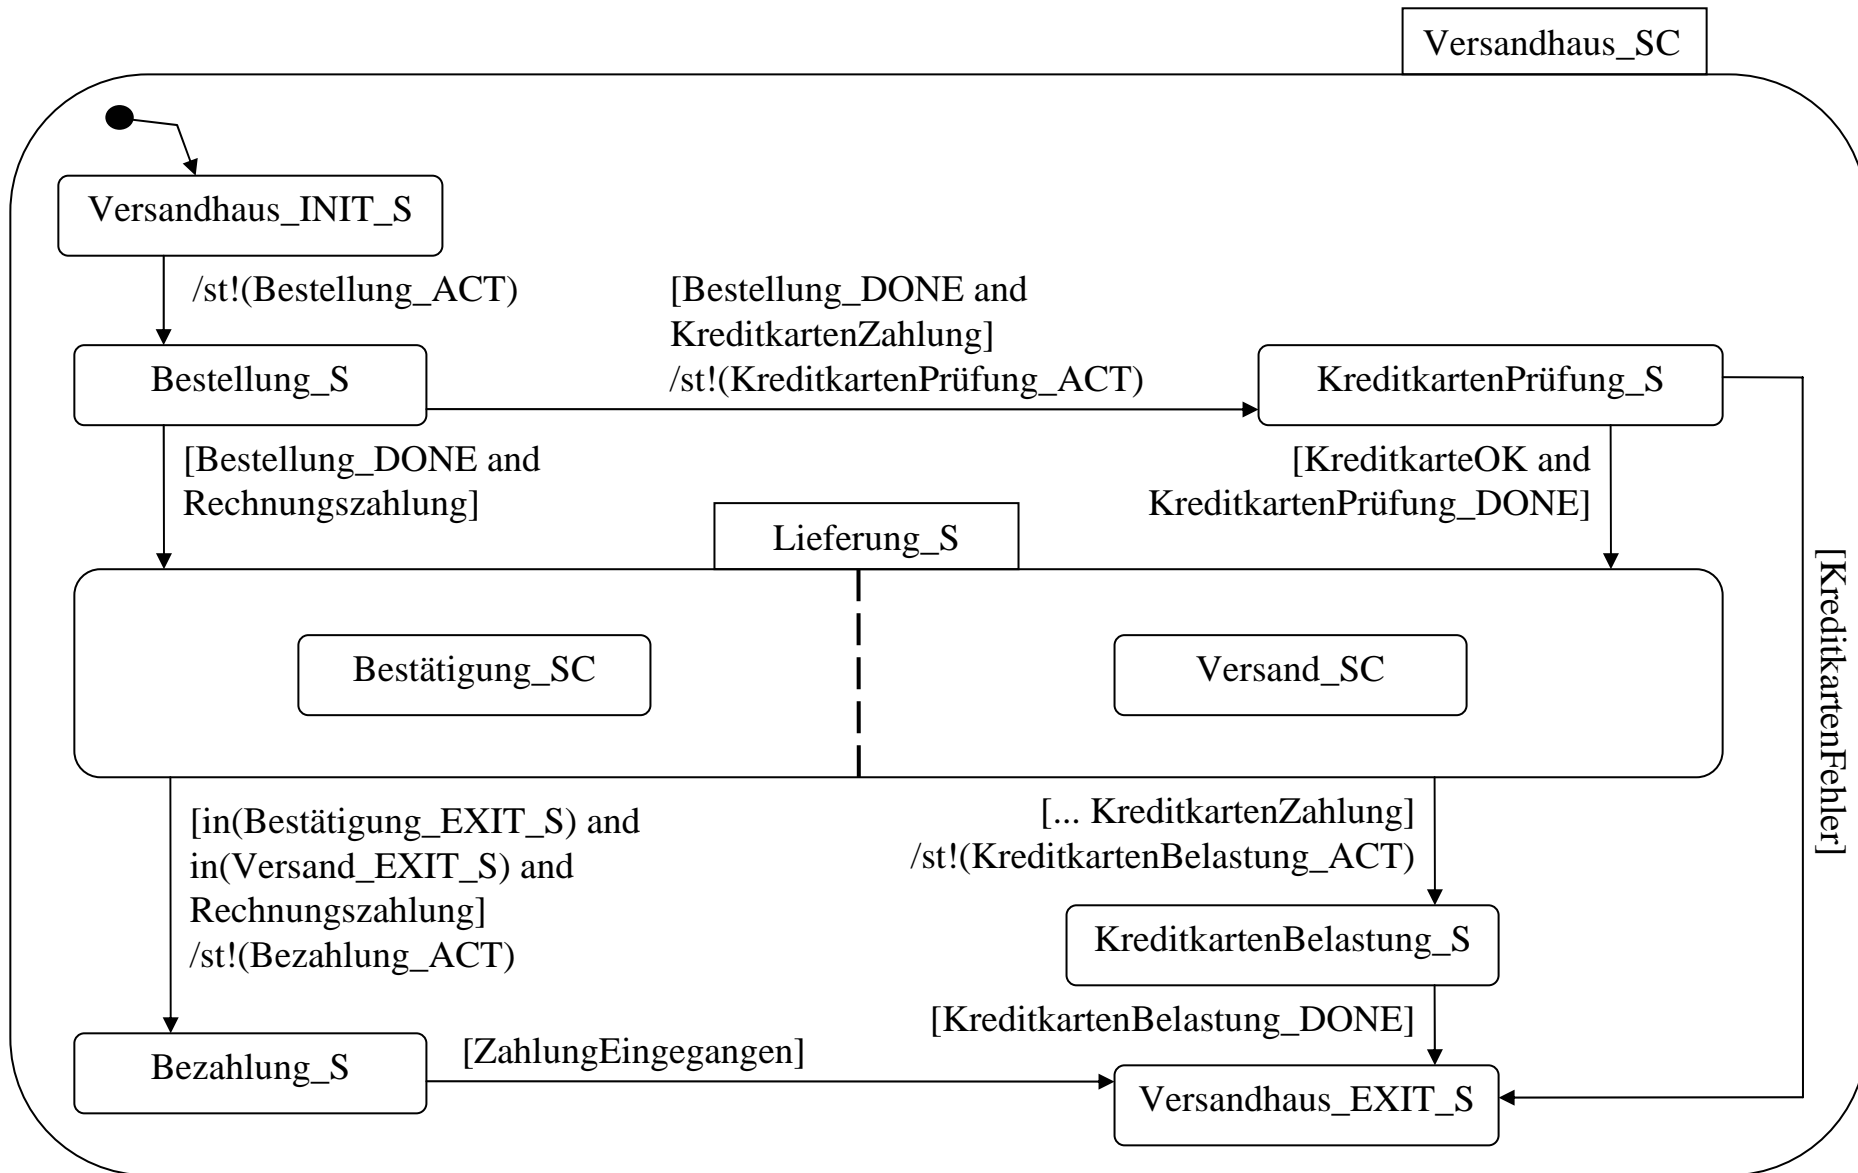 Versandhaus_SC
Versandhaus_INIT_S
/st!(Bestellung_ACT)
[Bestellung_DONE and
KreditkartenZahlung]
/st!(KreditkartenPrüfung_ACT)
Bestellung_S
KreditkartenPrüfung_S
[Bestellung_DONE and
Rechnungszahlung]
[KreditkarteOK and
KreditkartenPrüfung_DONE]
Lieferung_S
[KreditkartenFehler]
Bestätigung_SC
Versand_SC
[in(Bestätigung_EXIT_S) and
in(Versand_EXIT_S) and
Rechnungszahlung]
/st!(Bezahlung_ACT)
[... KreditkartenZahlung]
/st!(KreditkartenBelastung_ACT)
KreditkartenBelastung_S
[KreditkartenBelastung_DONE]
Bezahlung_S
[ZahlungEingegangen]
Versandhaus_EXIT_S